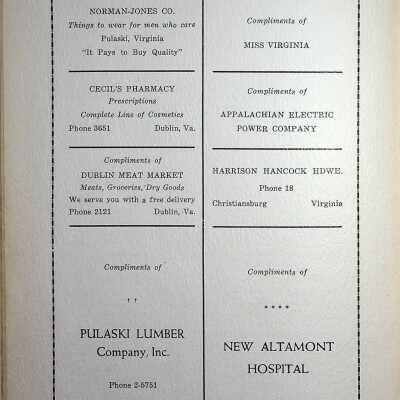 NORMAN-JONES CO.
Things to wear for men who care
Pulaski, Virginia
"It Pays to Buy Quality"
CECIL'S PHARMACY
Prescriptions
Complete Line of Cosmetics
Phone 3651 Dublin, Va.
Compliments of
DUBLIN MEAT MARKET
Meats, Groceries, Dry Goods
We serve you with a free delivery
Phone 2121 Dublin, Va.
Compliments of
††
PULASKI LUMBER
Company, Inc.
Phone 2-5751
Compliments of
MISS VIRGINIA
Compliments of
APPALACHIAN ELECTRIC
POWER COMPANY
HARRISON HANCOCK HDWE.
Phone 18
Christiansburg Virginia
Compliments of
****
NEW ALTAMONT
HOSPITAL